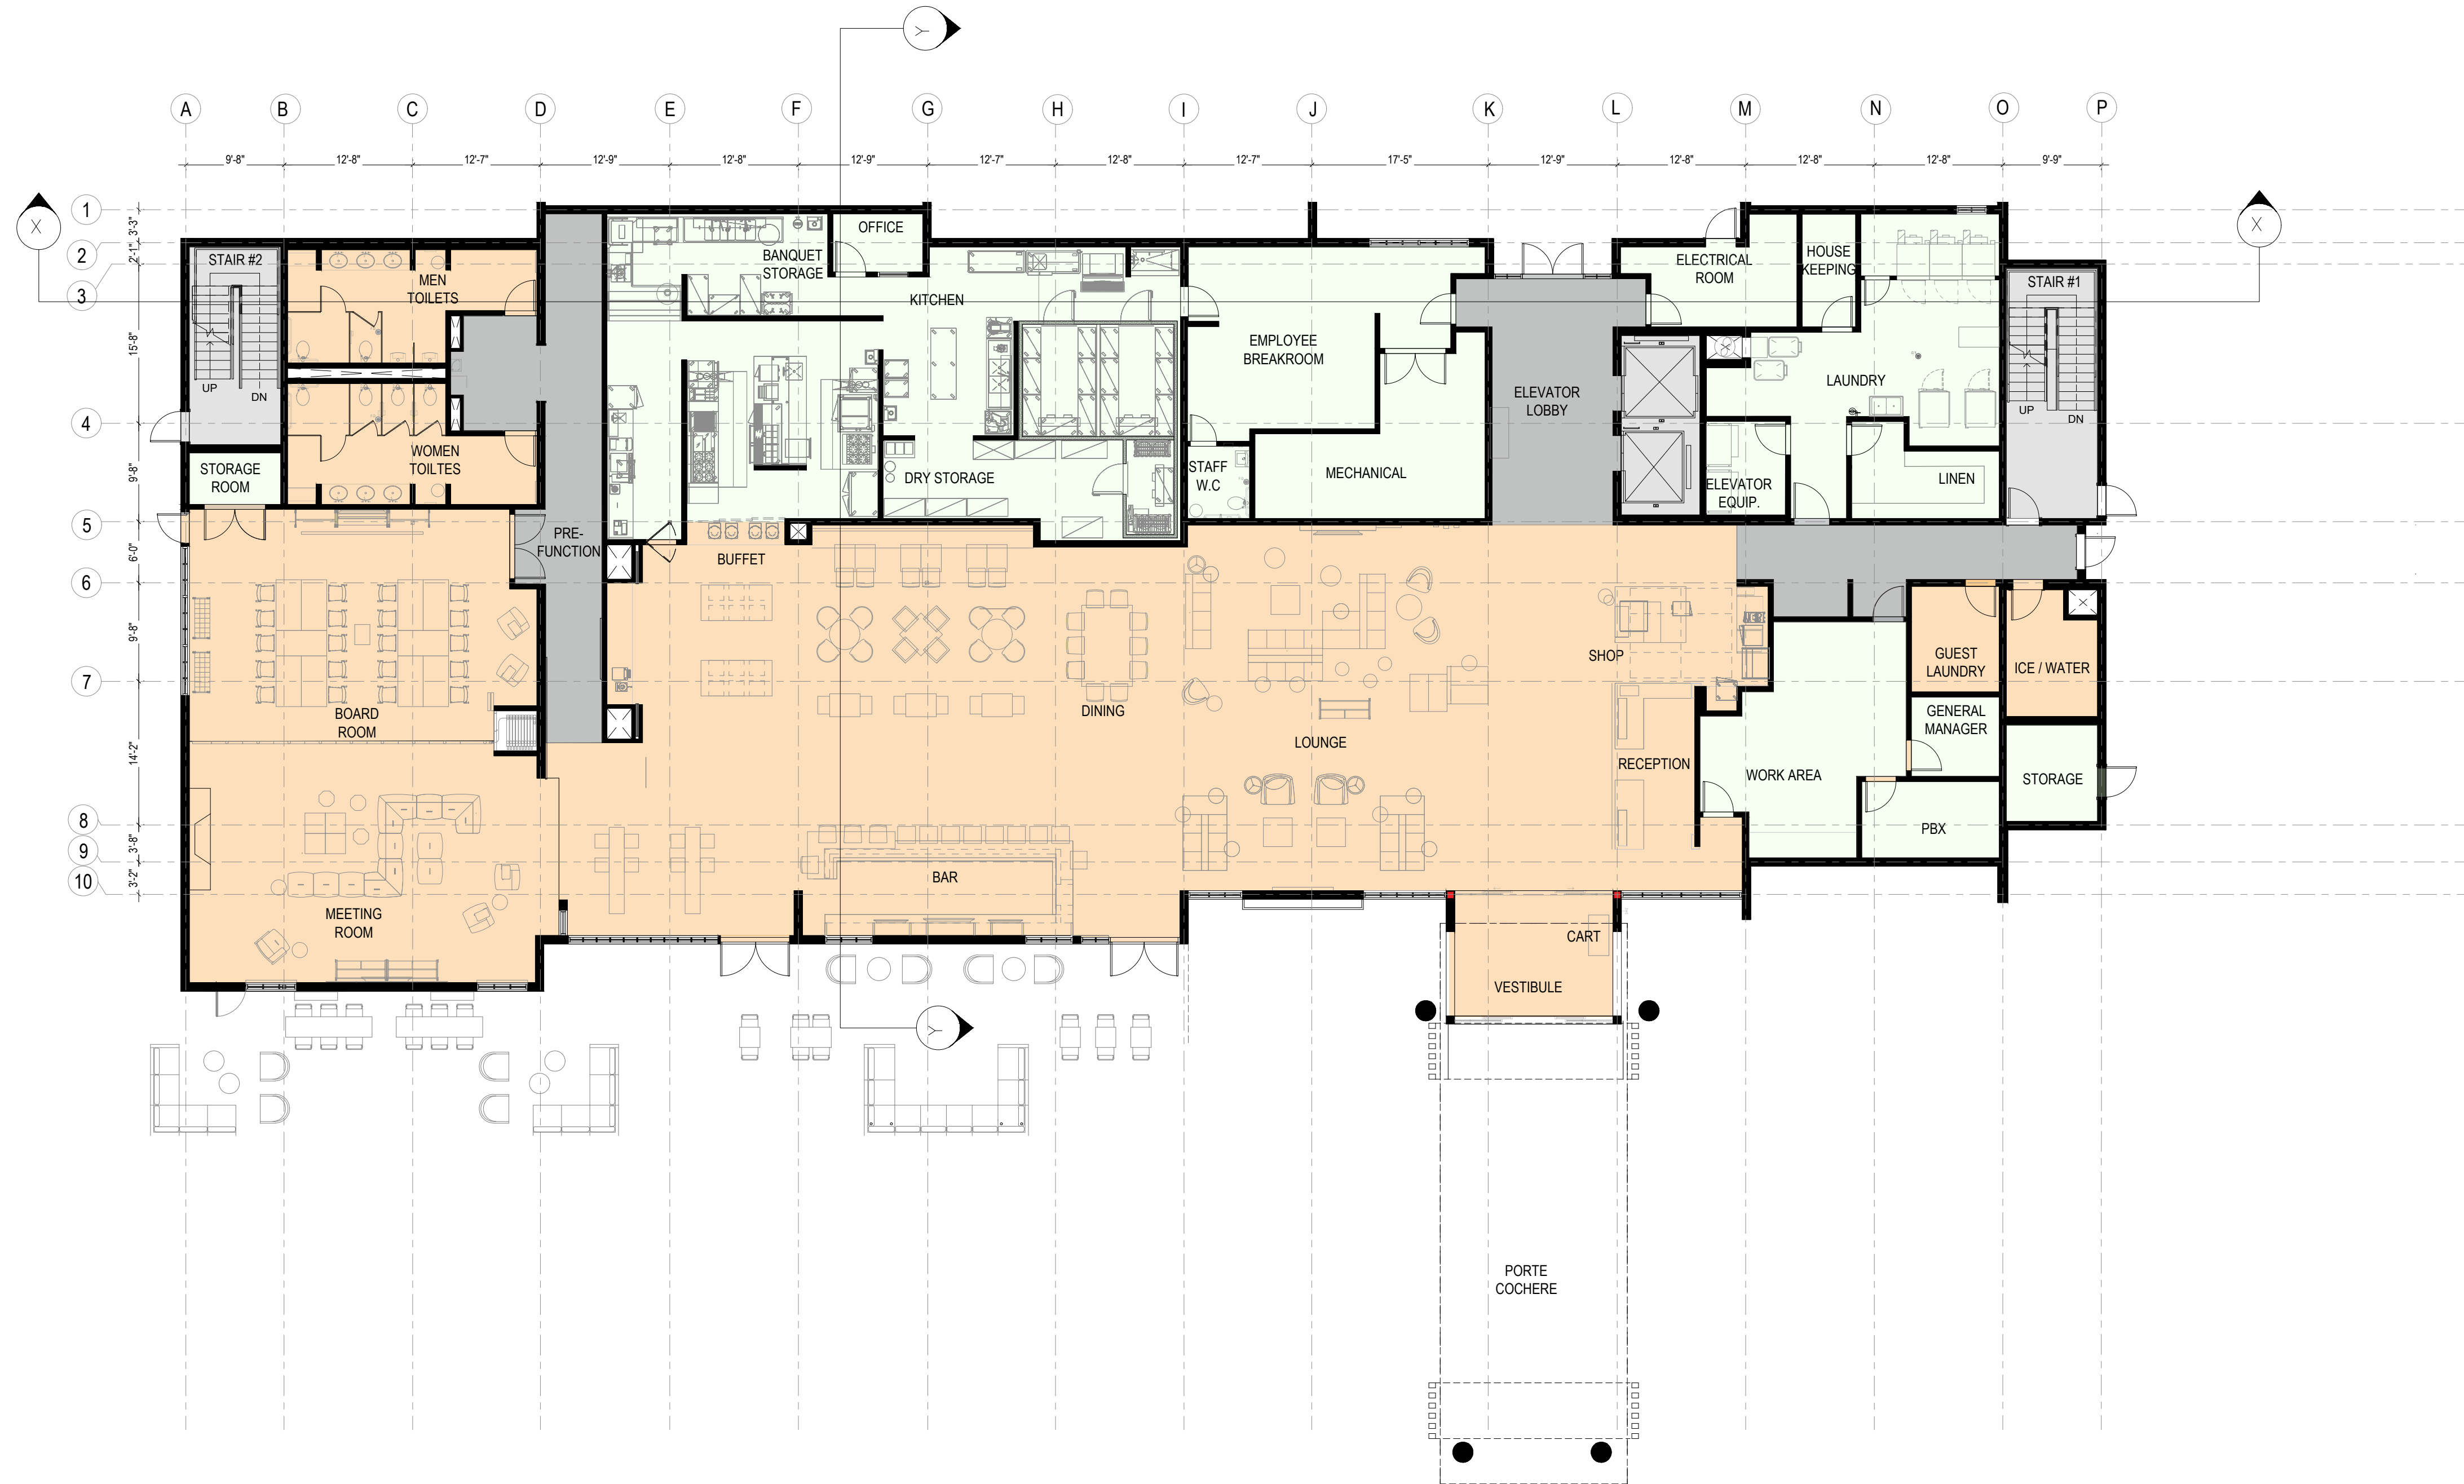 Y
A B C D E F G H I J K L M N O P
9'-8" 12'-8" 12'-7" 12'-9" 12'-8" 12'-9" 12'-7" 12'-8" 12'-7" 17'-5" 12'-9" 12'-8" 12'-8" 12'-8" 9'-9"
X
X
1
2
3
4
5
6
7
8
9
10
3'-3"
2'-1"
15'-8"
9'-8"
6'-0"
9'-8"
14'-2"
3'-8"
3'-2"
STAIR #2
UP
DN
MEN
TOILETS
WOMEN
TOILTES
STORAGE
ROOM
PRE-
FUNCTION
BANQUET
STORAGE
OFFICE
KITCHEN
DRY STORAGE
EMPLOYEE
BREAKROOM
STAFF
W.C
MECHANICAL
ELEVATOR
LOBBY
ELECTRICAL
ROOM
HOUSE
KEEPING
LAUNDRY
ELEVATOR
EQUIP.
LINEN
STAIR #1
UP
DN
BUFFET
BOARD
ROOM
DINING
LOUNGE
SHOP
RECEPTION
WORK AREA
GUEST
LAUNDRY
ICE / WATER
GENERAL
MANAGER
STORAGE
PBX
BAR
MEETING
ROOM
CART
VESTIBULE
Y
PORTE
COCHERE